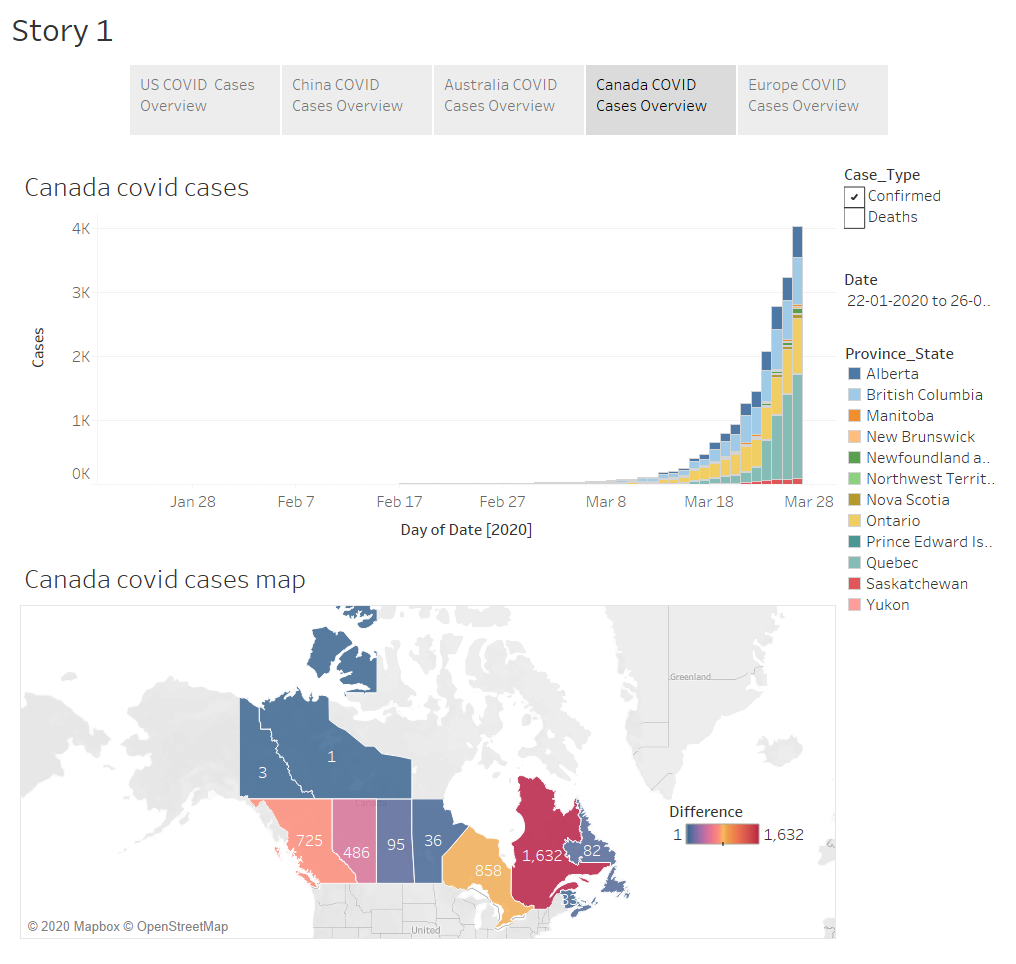 Story 1
US COVID Cases
Overview
China COVID
Cases Overview
Australia COVID
Cases Overview
Canada COVID
Cases Overview
Europe COVID
Cases Overview
Canada covid cases
4K
3K
2K
1K
0K
Cases
Jan 28
Feb 7
Feb 17
Feb 27
Mar 8
Mar 18
Mar 28
Day of Date [2020]
Case_Type
✔ Confirmed
Deaths
Date
22-01-2020 to 26-0..
Province_State
Alberta
British Columbia
Manitoba
New Brunswick
Newfoundland a..
Northwest Territ..
Nova Scotia
Ontario
Prince Edward Is..
Quebec
Saskatchewan
Yukon
Canada covid cases map
Greenland
3
1
Canada
725
486
95
36
858
1,632
82
33
Difference
1
1,632
United
© 2020 Mapbox © OpenStreetMap